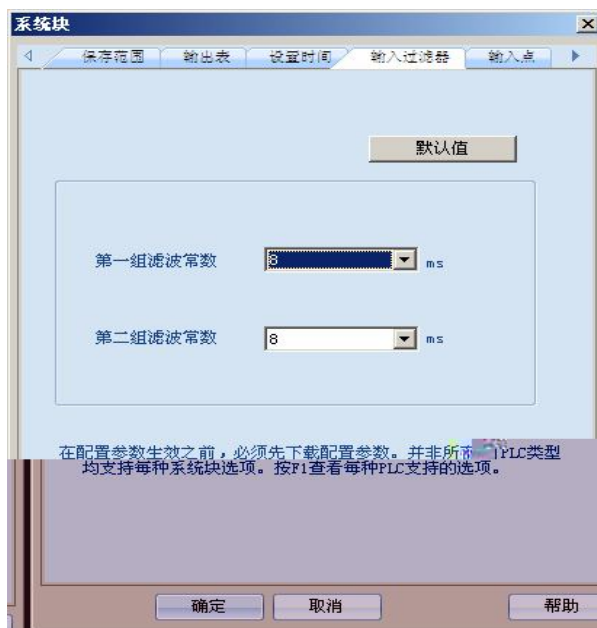 系统块
保存范围 输出表 设置时间 输入过滤器 输入点
默认值
第一组滤波常数 8 ms
第二组滤波常数 8 ms
在配置参数生效之前,必须先下载配置参数。并非所 PLC类型
均支持每种系统块选项。按F1查看每种PLC支持的选项。
确定 取消 帮助